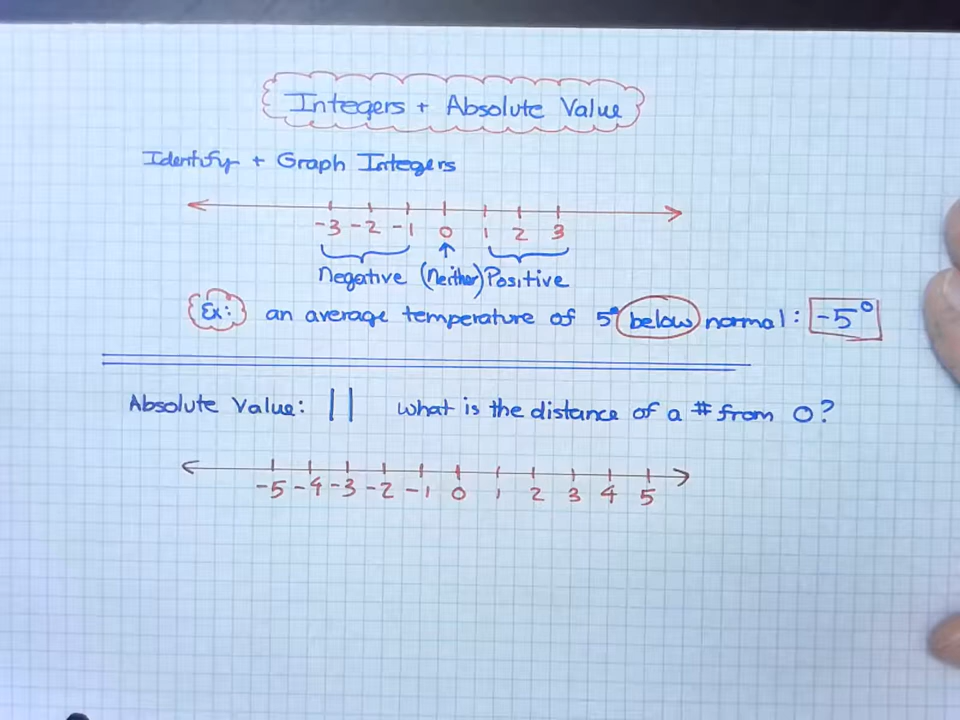 Integers + Absolute Value
Identify + Graph Integers
-3 -2 -1 0 1 2 3
Negative (Neither) Positive
Ex: an average temperature of 5° below normal: -5°
Absolute Value: | | what is the distance of a # from 0?
-5 -4 -3 -2 -1 0 1 2 3 4 5